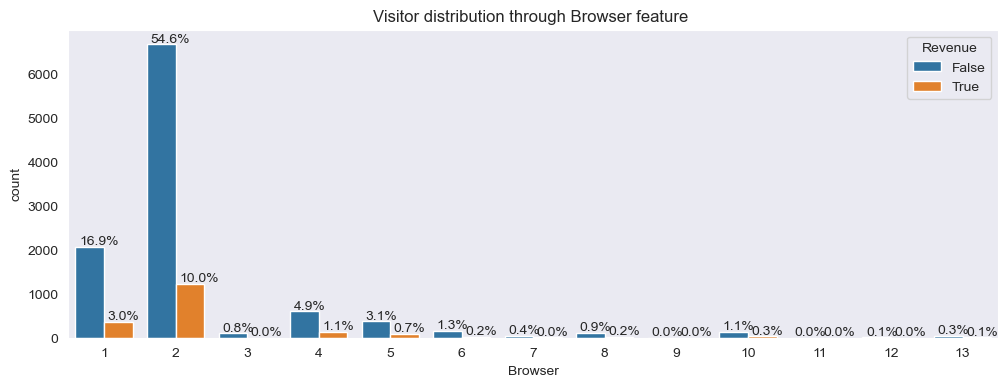 Visitor distribution through Browser feature
Revenue
False
True
count
6000
5000
4000
3000
2000
1000
0
16.9% 3.0%
54.6% 10.0%
0.8% 0.0%
4.9% 1.1%
3.1% 0.7%
1.3% 0.2%
0.4% 0.0%
0.9% 0.2%
0.0% 0.0%
1.1% 0.3%
0.0% 0.0%
0.1% 0.0%
0.3% 0.1%
1 2 3 4 5 6 7 8 9 10 11 12 13
Browser